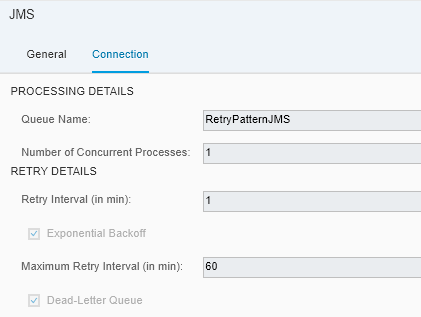 JMS
General Connection
PROCESSING DETAILS
Queue Name: RetryPatternJMS
Number of Concurrent Processes: 1
RETRY DETAILS
Retry Interval (in min): 1
Exponential Backoff
Maximum Retry Interval (in min): 60
Dead-Letter Queue